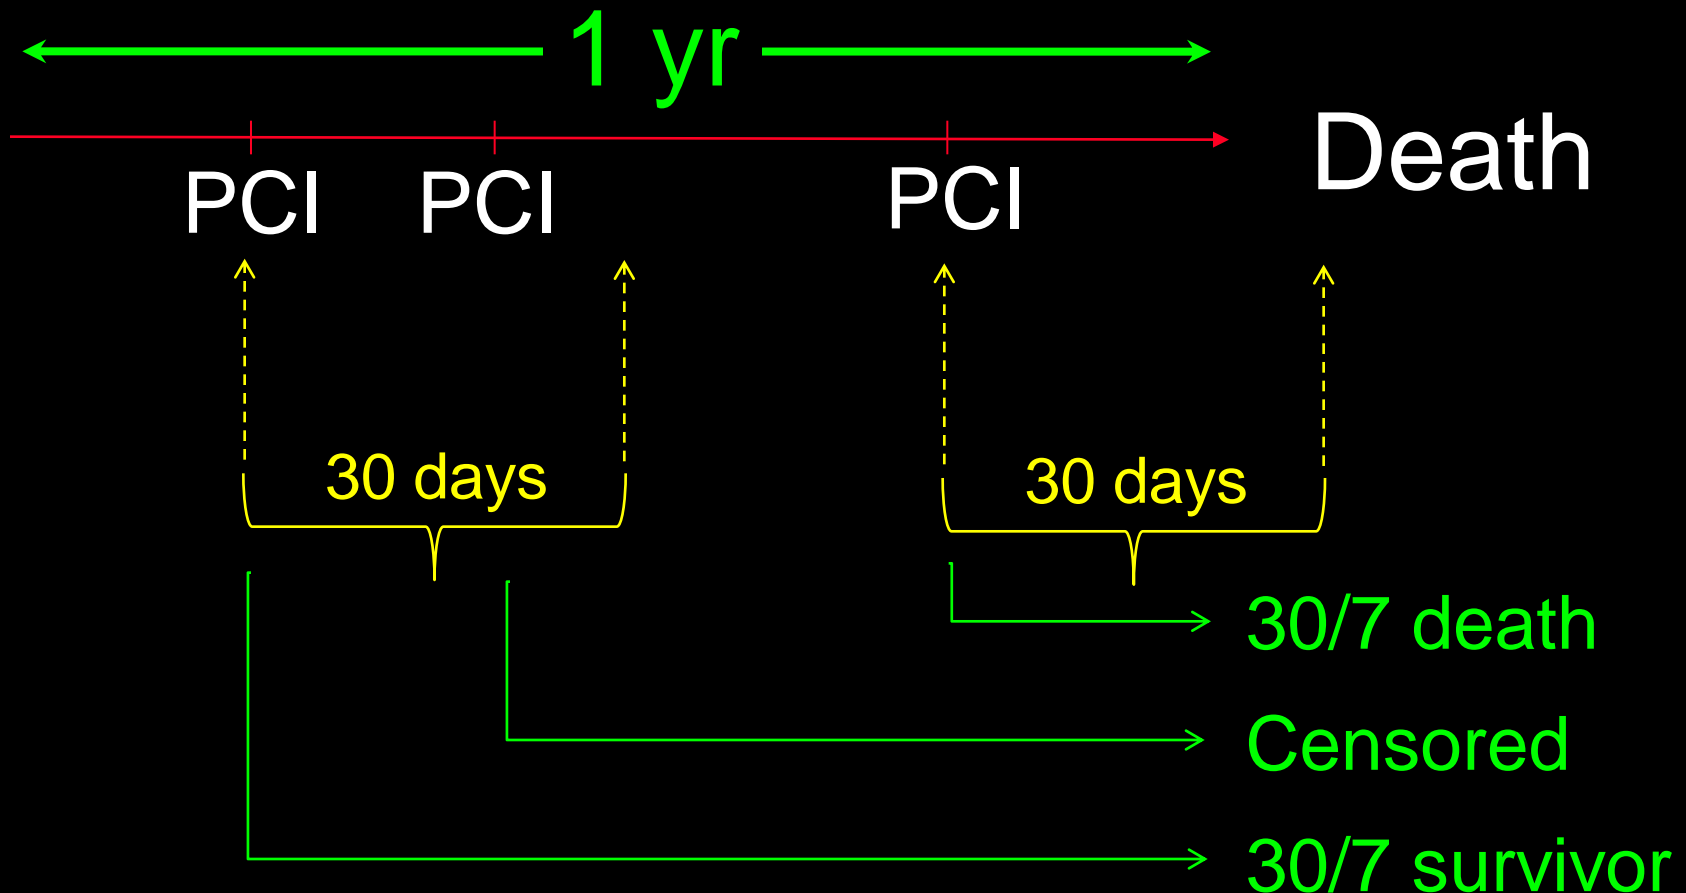 1 yr
Death
PCI PCI PCI
30 days 30 days
30/7 death
Censored
30/7 survivor